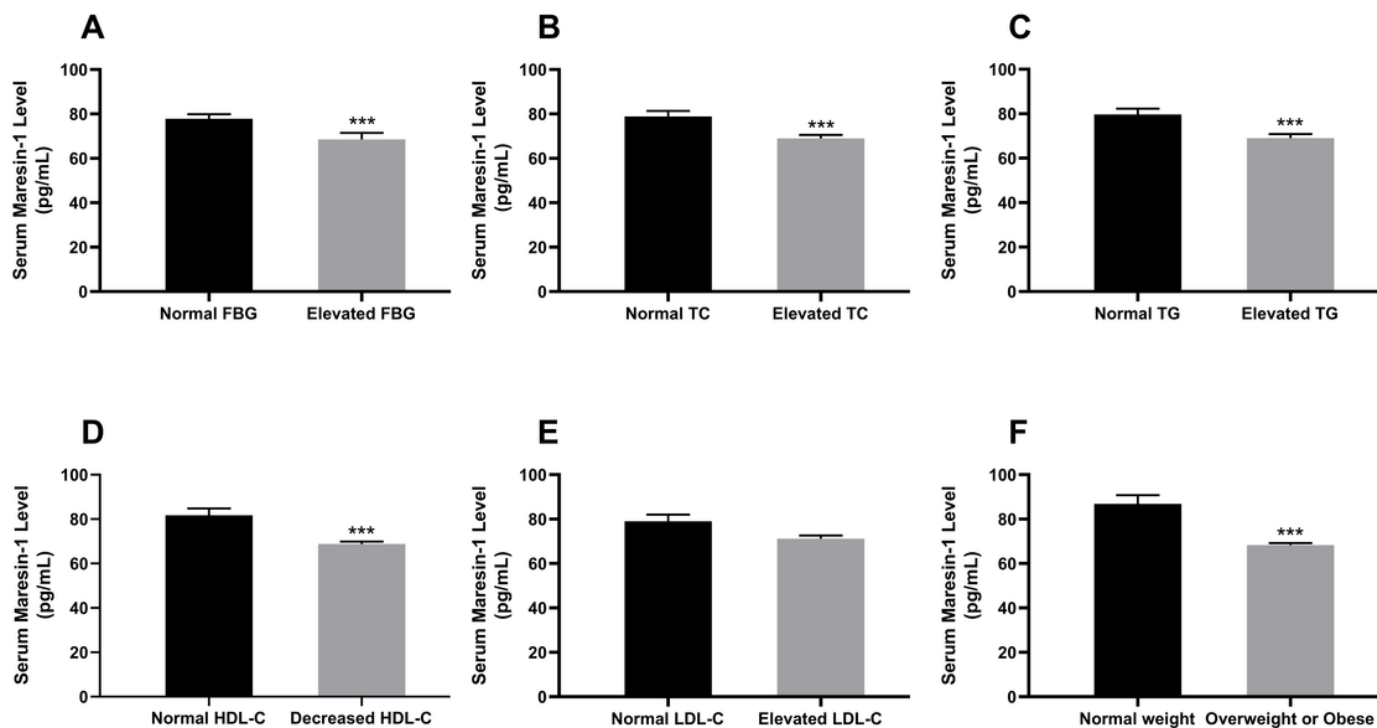 A
Serum Maresin-1 Level
(pg/mL)
100
80
60
40
20
0
***
Normal FBG
Elevated FBG
B
Serum Maresin-1 Level
(pg/mL)
100
80
60
40
20
0
***
Normal TC
Elevated TC
C
Serum Maresin-1 Level
(pg/mL)
100
80
60
40
20
0
***
Normal TG
Elevated TG
D
Serum Maresin-1 Level
(pg/mL)
100
80
60
40
20
0
***
Normal HDL-C
Decreased HDL-C
E
Serum Maresin-1 Level
(pg/mL)
100
80
60
40
20
0
Normal LDL-C
Elevated LDL-C
F
Serum Maresin-1 Level
(pg/mL)
100
80
60
40
20
0
***
Normal weight
Overweight or Obese